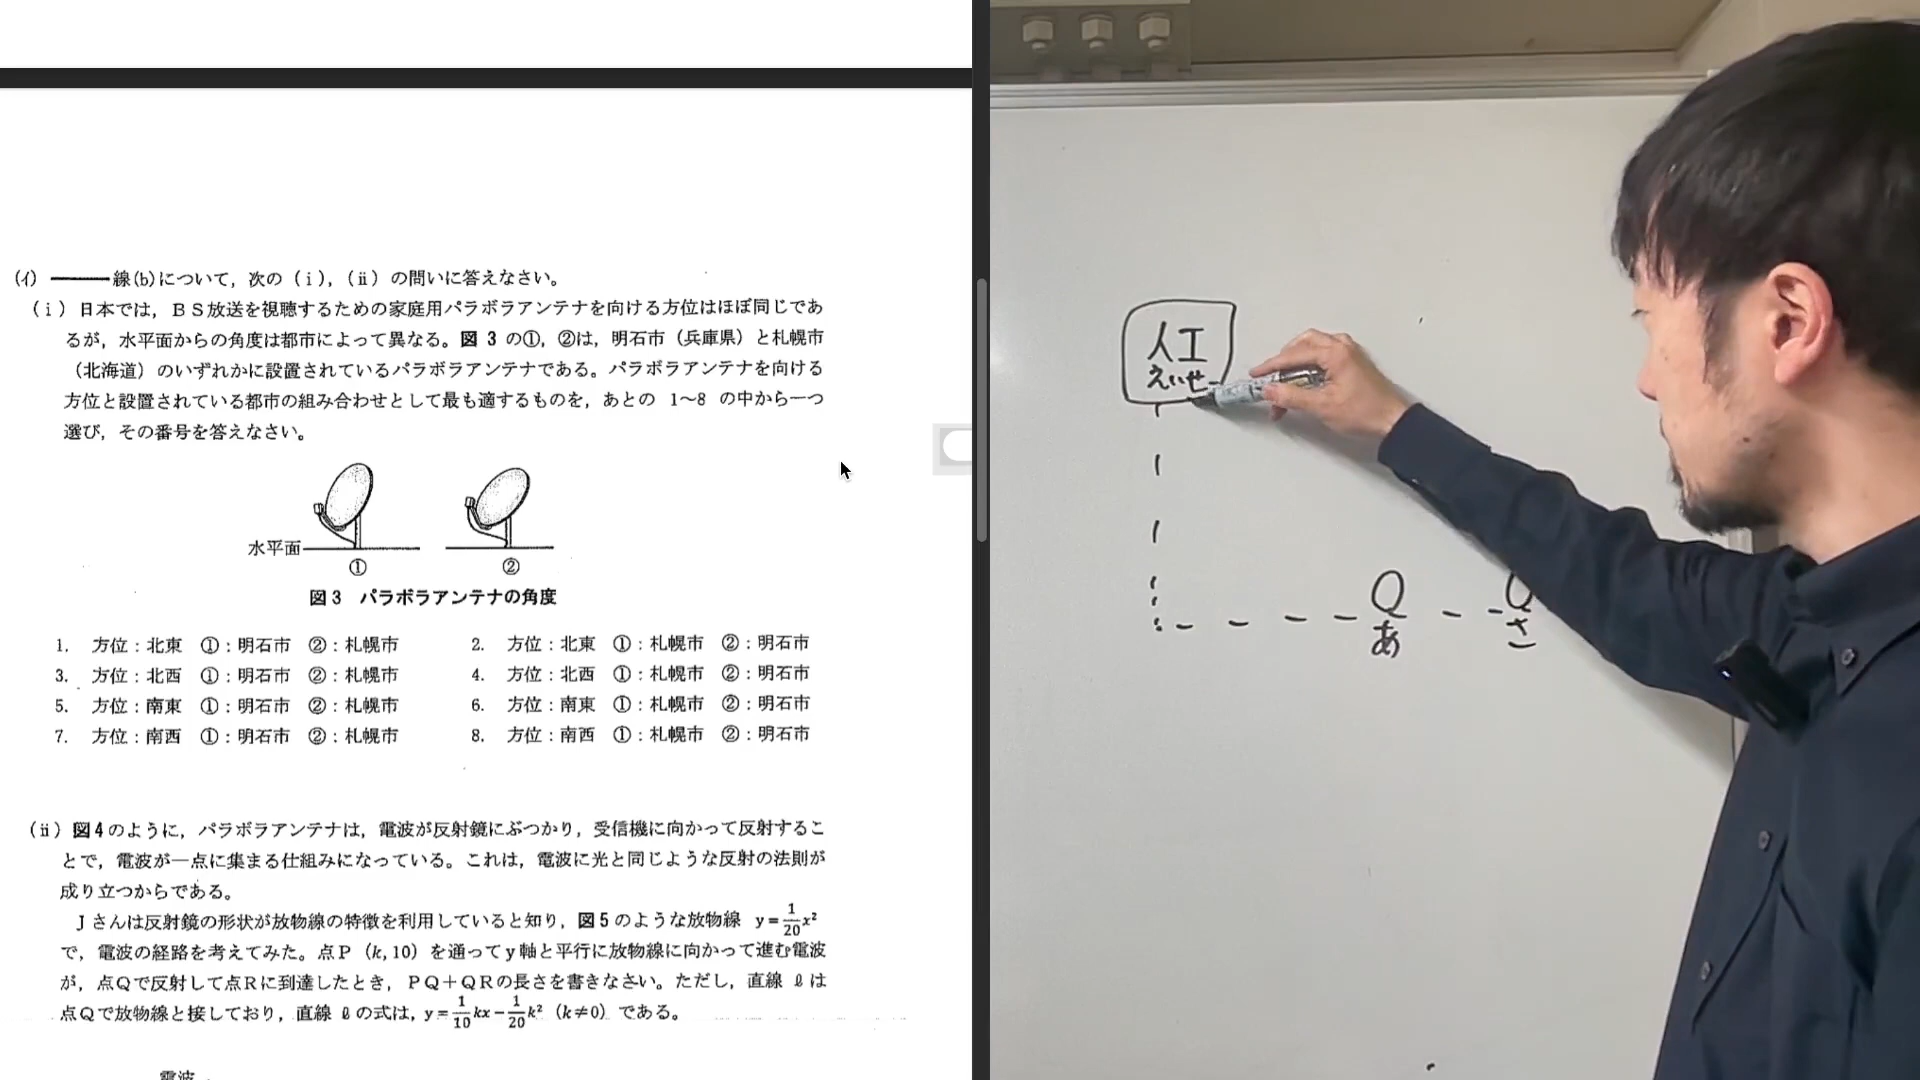 (イ) ―――線(b)について，次の（ⅰ），（ⅱ）の問いに答えなさい。
（ⅰ）日本では，ＢＳ放送を視聴するための家庭用パラボラアンテナを向ける方位はほぼ同じであ
るが，水平面からの角度は都市によって異なる。図３の①，②は，明石市（兵庫県）と札幌市
（北海道）のいずれかに設置されているパラボラアンテナである。パラボラアンテナを向ける
方位と設置されている都市の組み合わせとして最も適するものを，あとの 1～8 の中から一つ
選び，その番号を答えなさい。
水平面
① ②
図３　パラボラアンテナの角度
1. 方位：北東 ①：明石市 ②：札幌市 2. 方位：北東 ①：札幌市 ②：明石市
3. 方位：北西 ①：明石市 ②：札幌市 4. 方位：北西 ①：札幌市 ②：明石市
5. 方位：南東 ①：明石市 ②：札幌市 6. 方位：南東 ①：札幌市 ②：明石市
7. 方位：南西 ①：明石市 ②：札幌市 8. 方位：南西 ①：札幌市 ②：明石市
（ⅱ）図４のように，パラボラアンテナは，電波が反射鏡にぶつかり，受信機に向かって反射するこ
とで，電波が一点に集まる仕組みになっている。これは，電波に光と同じような反射の法則が
成り立つからである。
Ｊさんは反射鏡の形状が放物線の特徴を利用していると知り，図５のような放物線 y=1/20x²
で，電波の経路を考えてみた。点Ｐ（k,10）を通ってy軸と平行に放物線に向かって進む電波
が，点Ｑで反射して点Ｒに到達したとき，ＰＱ＋ＱＲの長さを書きなさい。ただし，直線 ℓ は
点Ｑで放物線と接しており，直線 ℓ の式は，y=1/10kx−1/20k²（k≠0）である。
電波
人工
えいせ
あ
さ